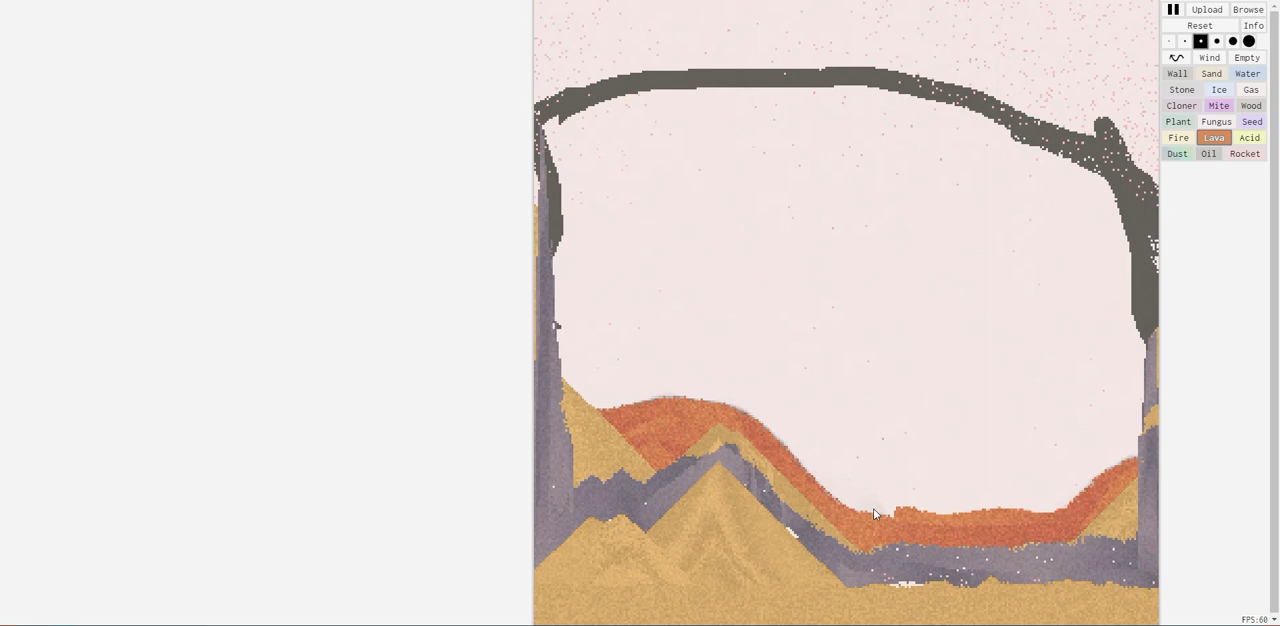 Upload Browse
Reset Info
Wind Empty
Wall Sand Water
Stone Ice Gas
Cloner Mite Wood
Plant Fungus Seed
Fire Lava Acid
Dust Oil Rocket
FPS:60